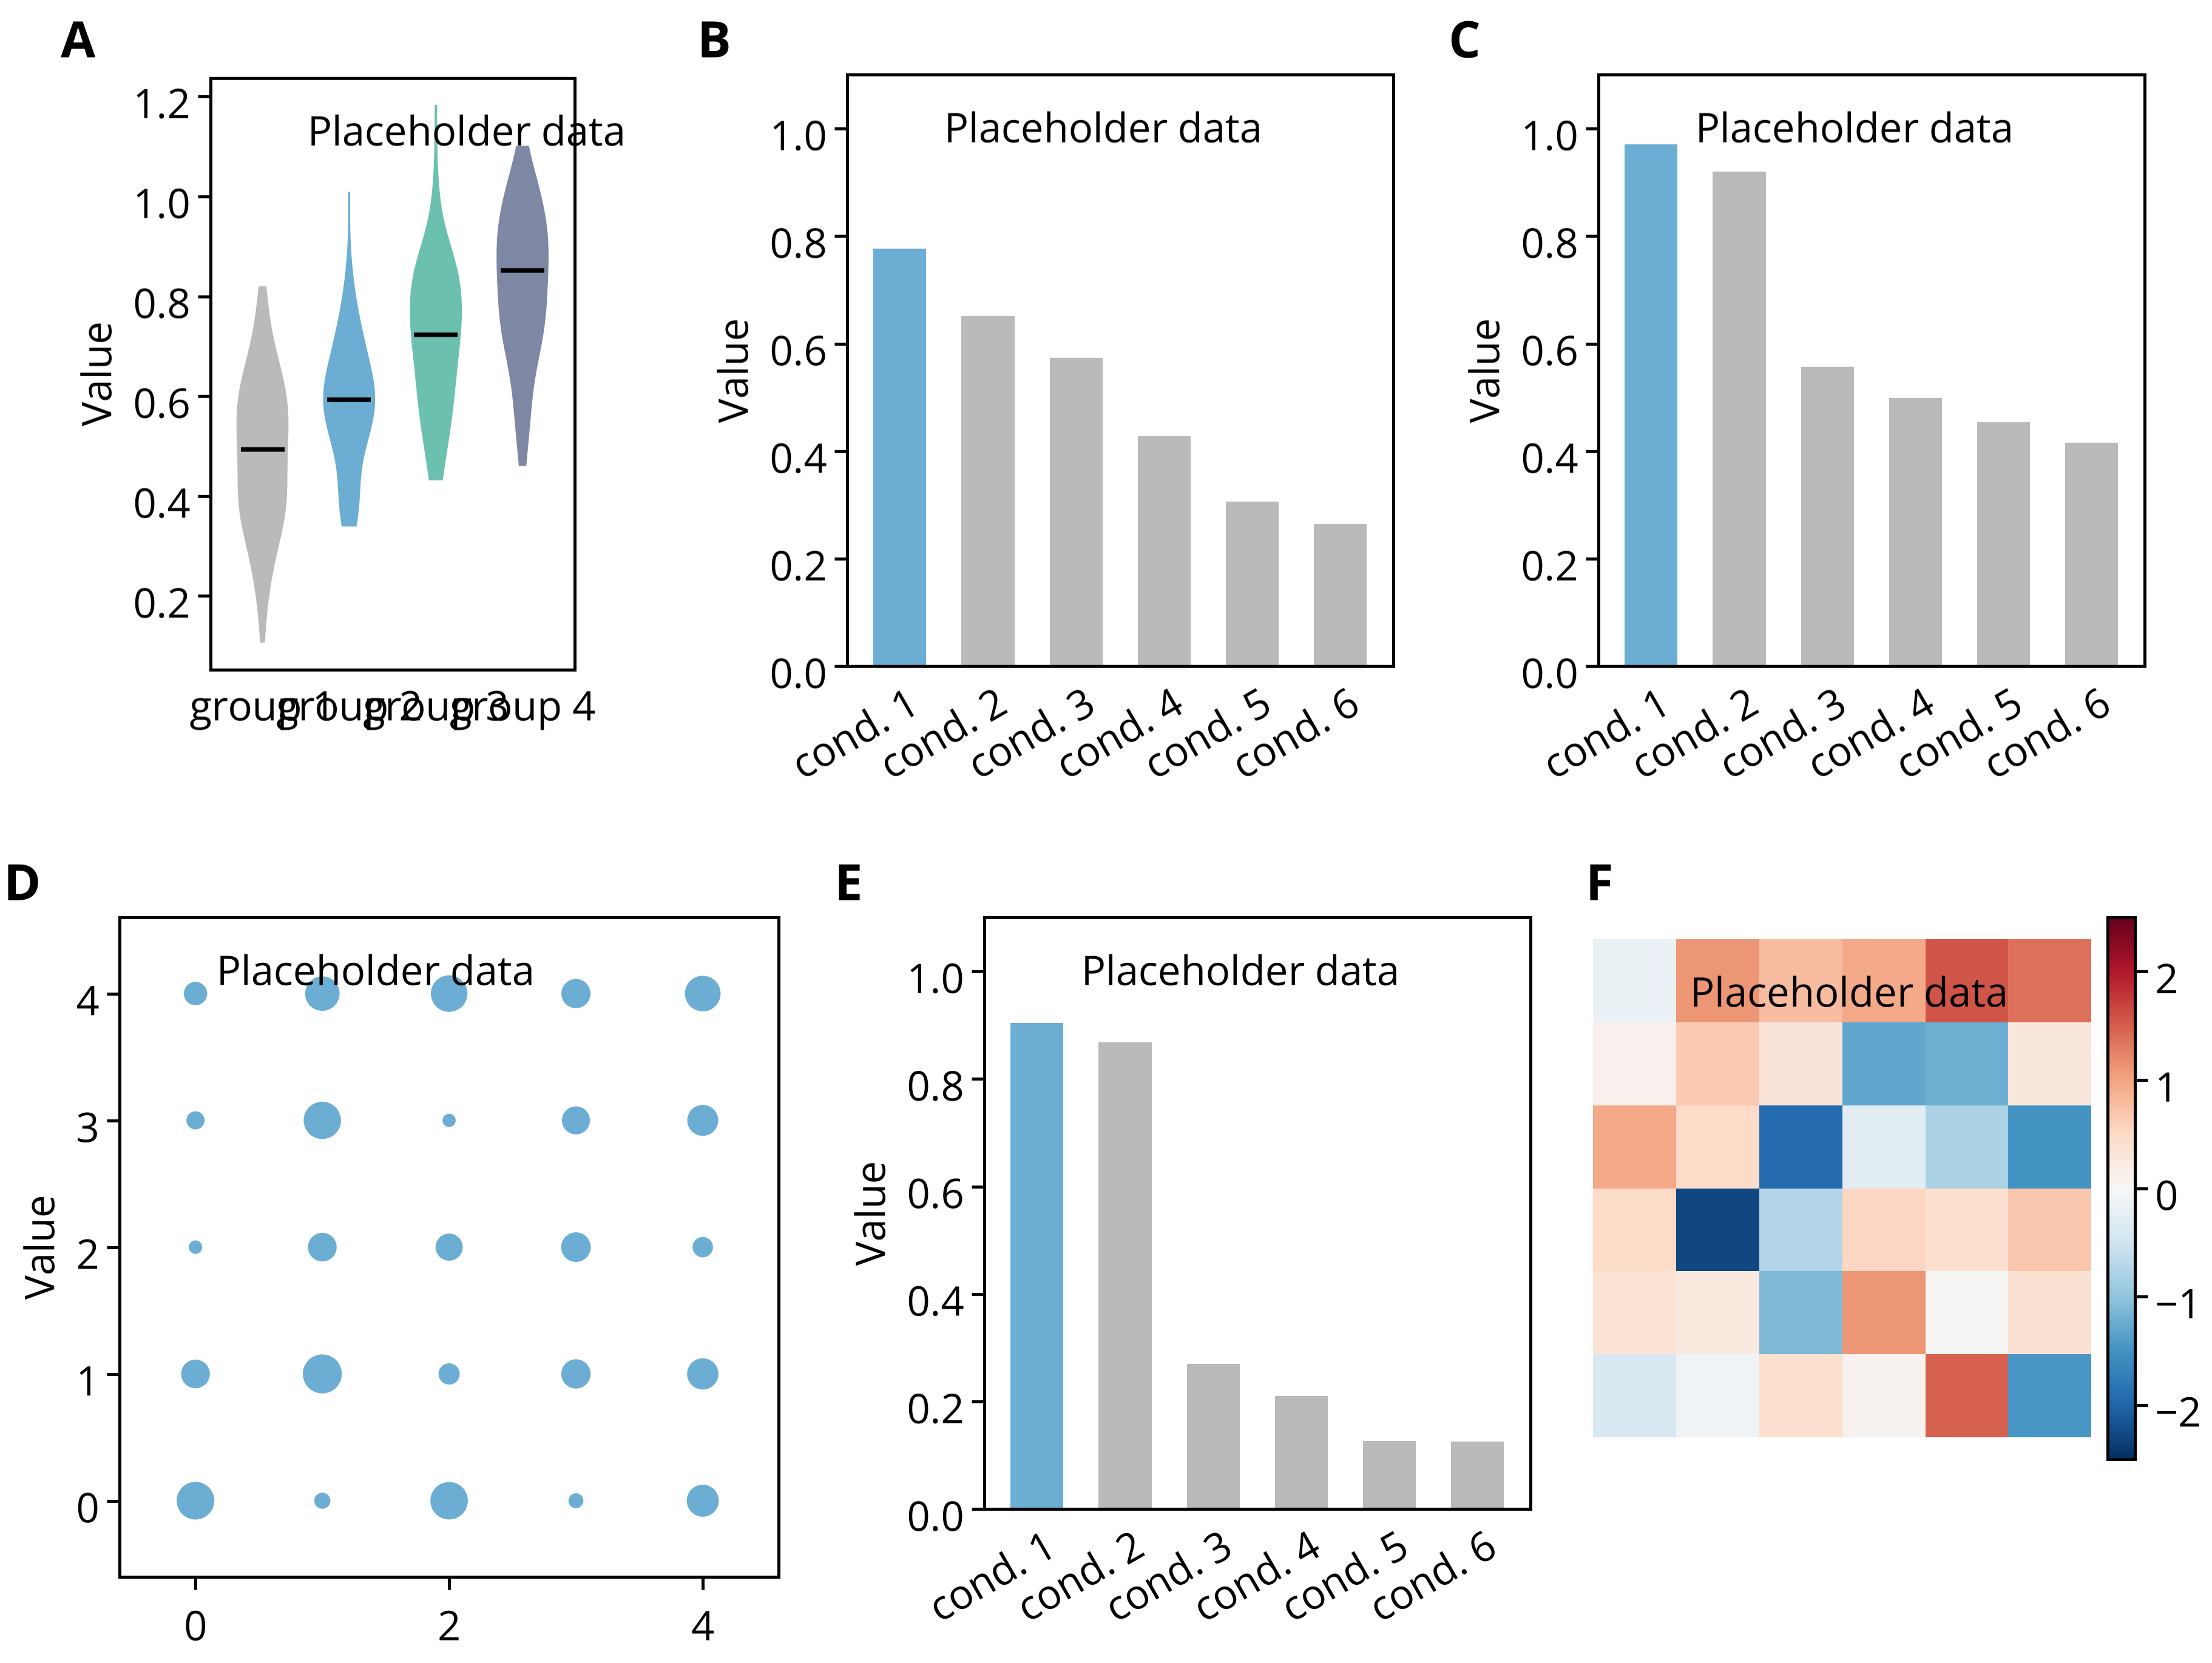 A
Placeholder data
Value
1.2
1.0
0.8
0.6
0.4
0.2
group 1
group 2
group 3
group 4
B
Placeholder data
Value
1.0
0.8
0.6
0.4
0.2
0.0
cond. 1
cond. 2
cond. 3
cond. 4
cond. 5
cond. 6
C
Placeholder data
Value
1.0
0.8
0.6
0.4
0.2
0.0
cond. 1
cond. 2
cond. 3
cond. 4
cond. 5
cond. 6
D
Placeholder data
Value
4
3
2
1
0
0
2
4
E
Placeholder data
Value
1.0
0.8
0.6
0.4
0.2
0.0
cond. 1
cond. 2
cond. 3
cond. 4
cond. 5
cond. 6
F
Placeholder data
2
1
0
−1
−2